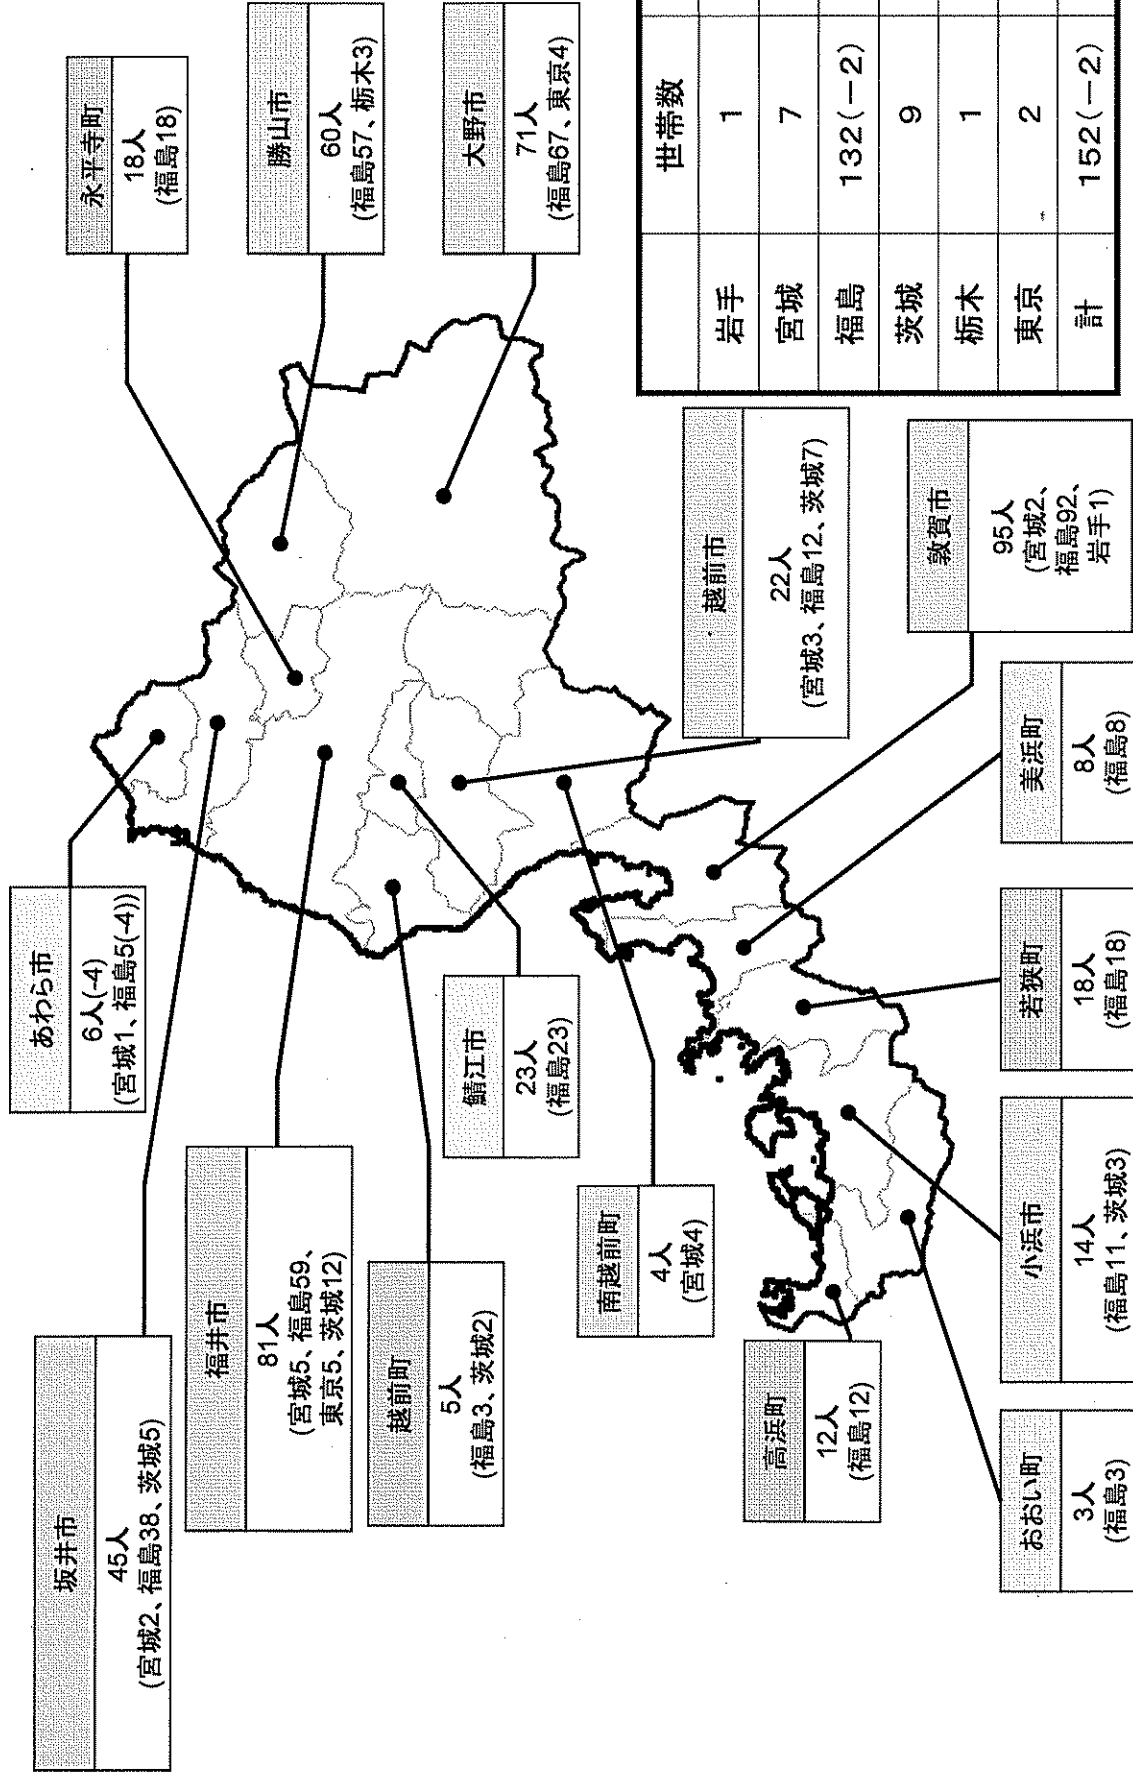 坂井市
45人
(宮城2、福島38、茨城5)
あわら市
6人(-4)
(宮城1、福島5(-4))
永平寺町
18人
(福島18)
福井市
81人
(宮城5、福島59、
東京5、茨城12)
勝山市
60人
(福島57、栃木3)
越前町
5人
(福島3、茨城2)
鯖江市
23人
(福島23)
大野市
71人
(福島67、東京4)
南越前町
4人
(宮城4)
越前市
22人
(宮城3、福島12、茨城7)
高浜町
12人
(福島12)
敦賀市
95人
(宮城2、
福島92、
岩手1)
おおい町
3人
(福島3)
小浜市
14人
(福島11、茨城3)
若狭町
18人
(福島18)
美浜町
8人
(福島8)
世帯数
岩手 1
宮城 7
福島 132(-2)
茨城 9
栃木 1
東京 2
計 152(-2)